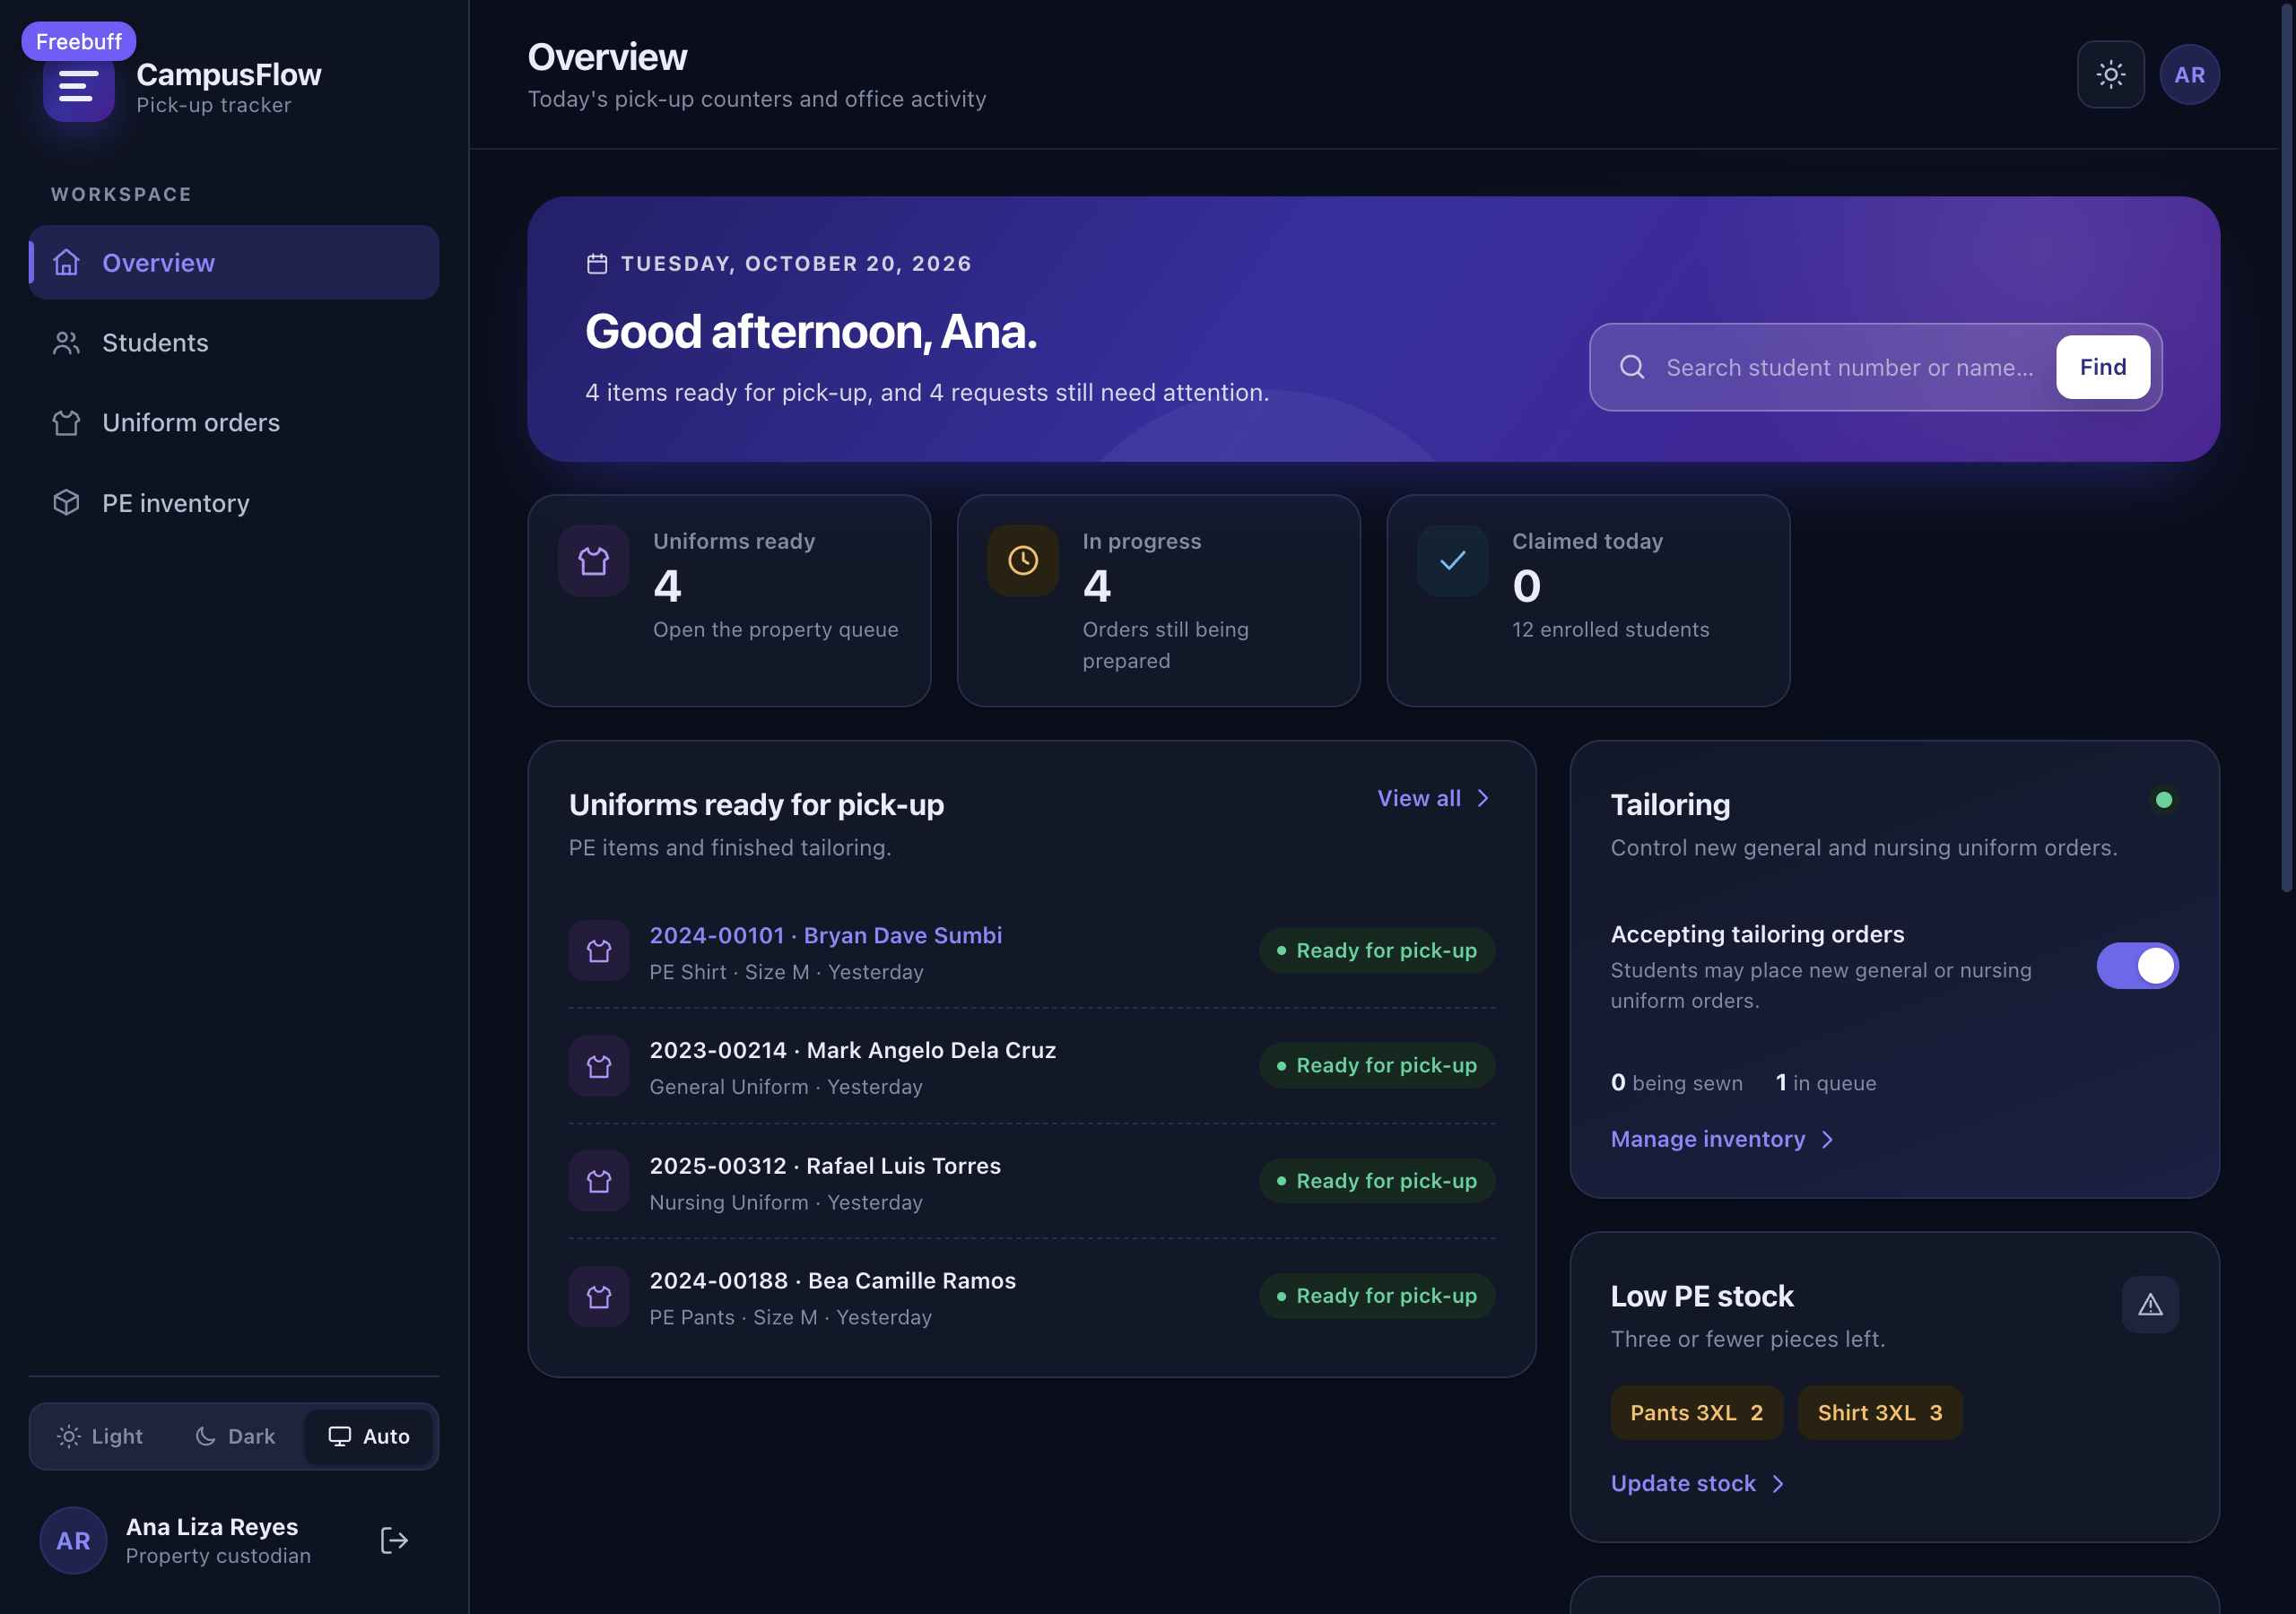 Freebuff
CampusFlow
Pick-up tracker
WORKSPACE
Overview
Students
Uniform orders
PE inventory
Light
Dark
Auto
AR
Ana Liza Reyes
Property custodian
Overview
Today's pick-up counters and office activity
AR
TUESDAY, OCTOBER 20, 2026
Good afternoon, Ana.
4 items ready for pick-up, and 4 requests still need attention.
Search student number or name...
Find
Uniforms ready
4
Open the property queue
In progress
4
Orders still being
prepared
Claimed today
0
12 enrolled students
Uniforms ready for pick-up
View all
PE items and finished tailoring.
2024-00101 · Bryan Dave Sumbi
PE Shirt · Size M · Yesterday
Ready for pick-up
2023-00214 · Mark Angelo Dela Cruz
General Uniform · Yesterday
Ready for pick-up
2025-00312 · Rafael Luis Torres
Nursing Uniform · Yesterday
Ready for pick-up
2024-00188 · Bea Camille Ramos
PE Pants · Size M · Yesterday
Ready for pick-up
Tailoring
Control new general and nursing uniform orders.
Accepting tailoring orders
Students may place new general or nursing
uniform orders.
0 being sewn 1 in queue
Manage inventory
Low PE stock
Three or fewer pieces left.
Pants 3XL 2
Shirt 3XL 3
Update stock